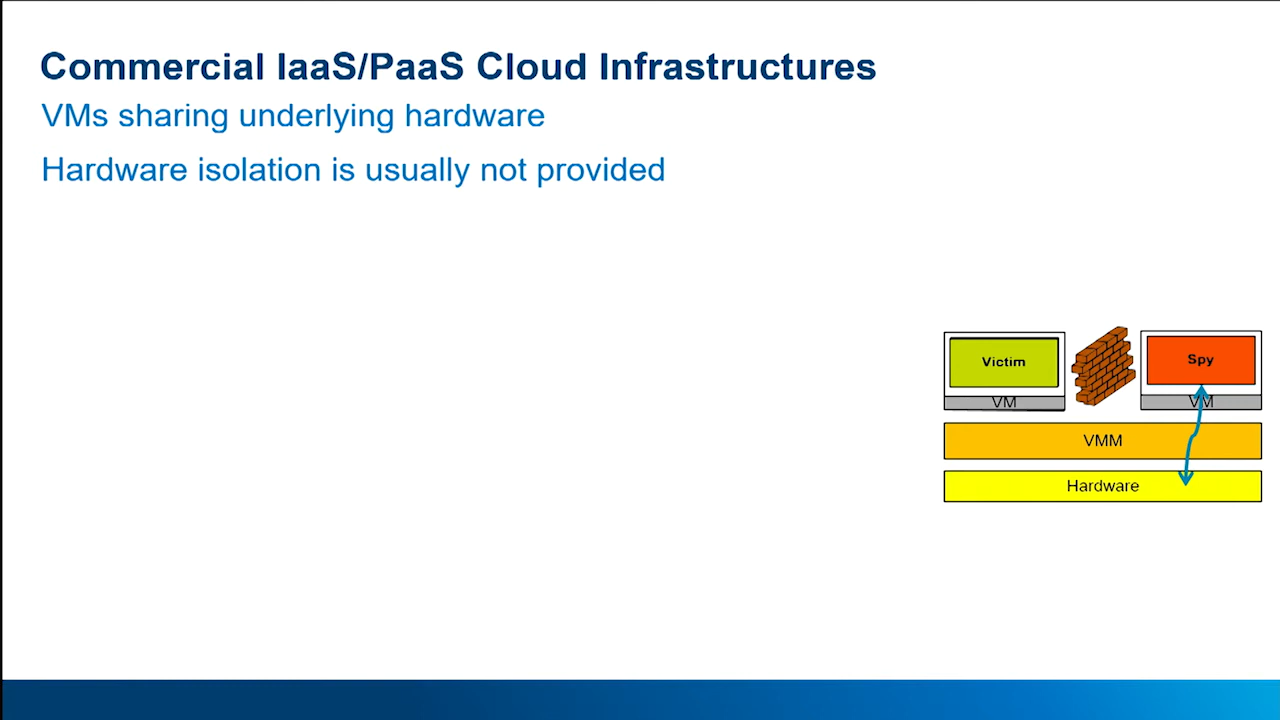 Commercial IaaS/PaaS Cloud Infrastructures
VMs sharing underlying hardware
Hardware isolation is usually not provided
Victim
Spy
VM
VM
VMM
Hardware